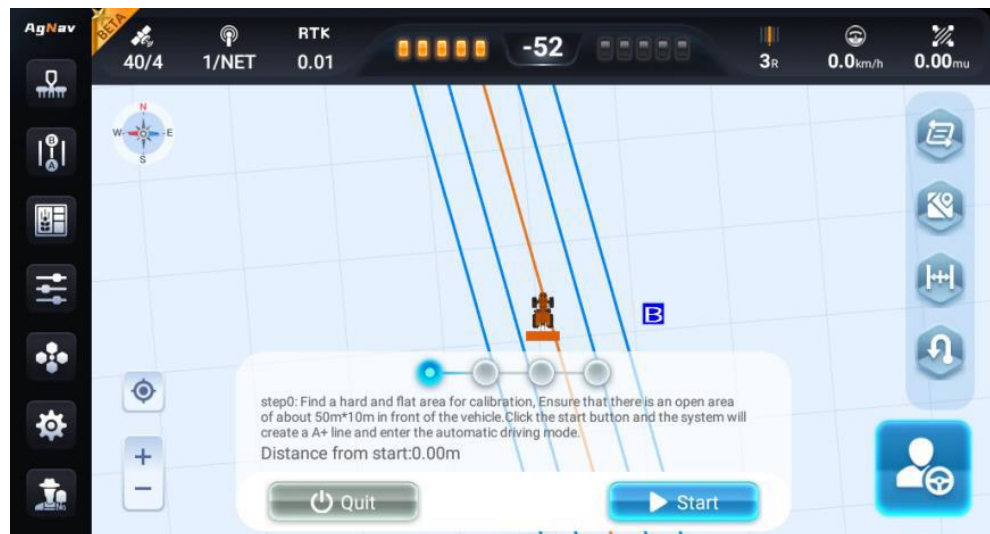 AgNav
BETA
40/4
1/NET
RTK
0.01
-52
3R
0.0km/h
0.00mu
N
W
E
S
B
A
B
step0: Find a hard and flat area for calibration, Ensure that there is an open area
of about 50m*10m in front of the vehicle.Click the start button and the system will
create a A+ line and enter the automatic driving mode.
Distance from start:0.00m
+
−
Quit
Start